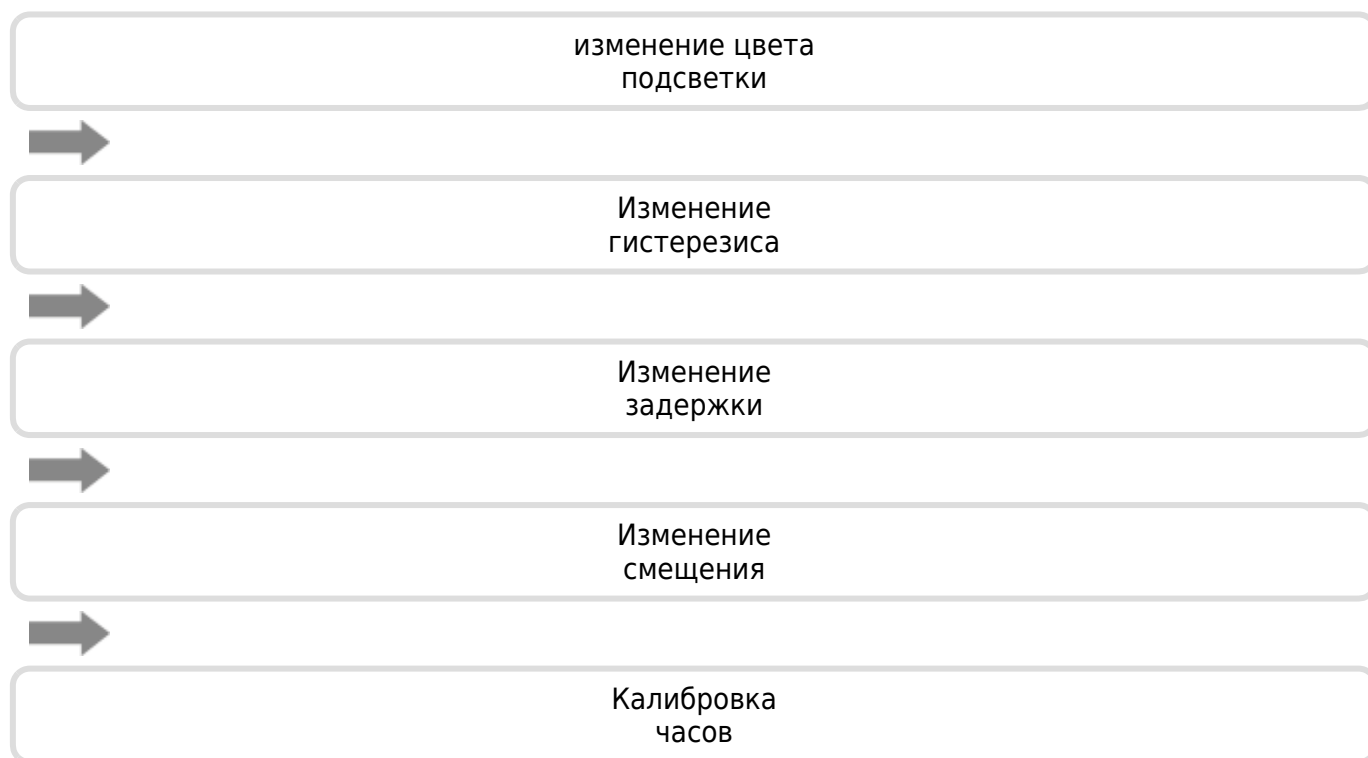 изменение цвета
подсветки
Изменение
гистерезиса
Изменение
задержки
Изменение
смещения
Калибровка
часов